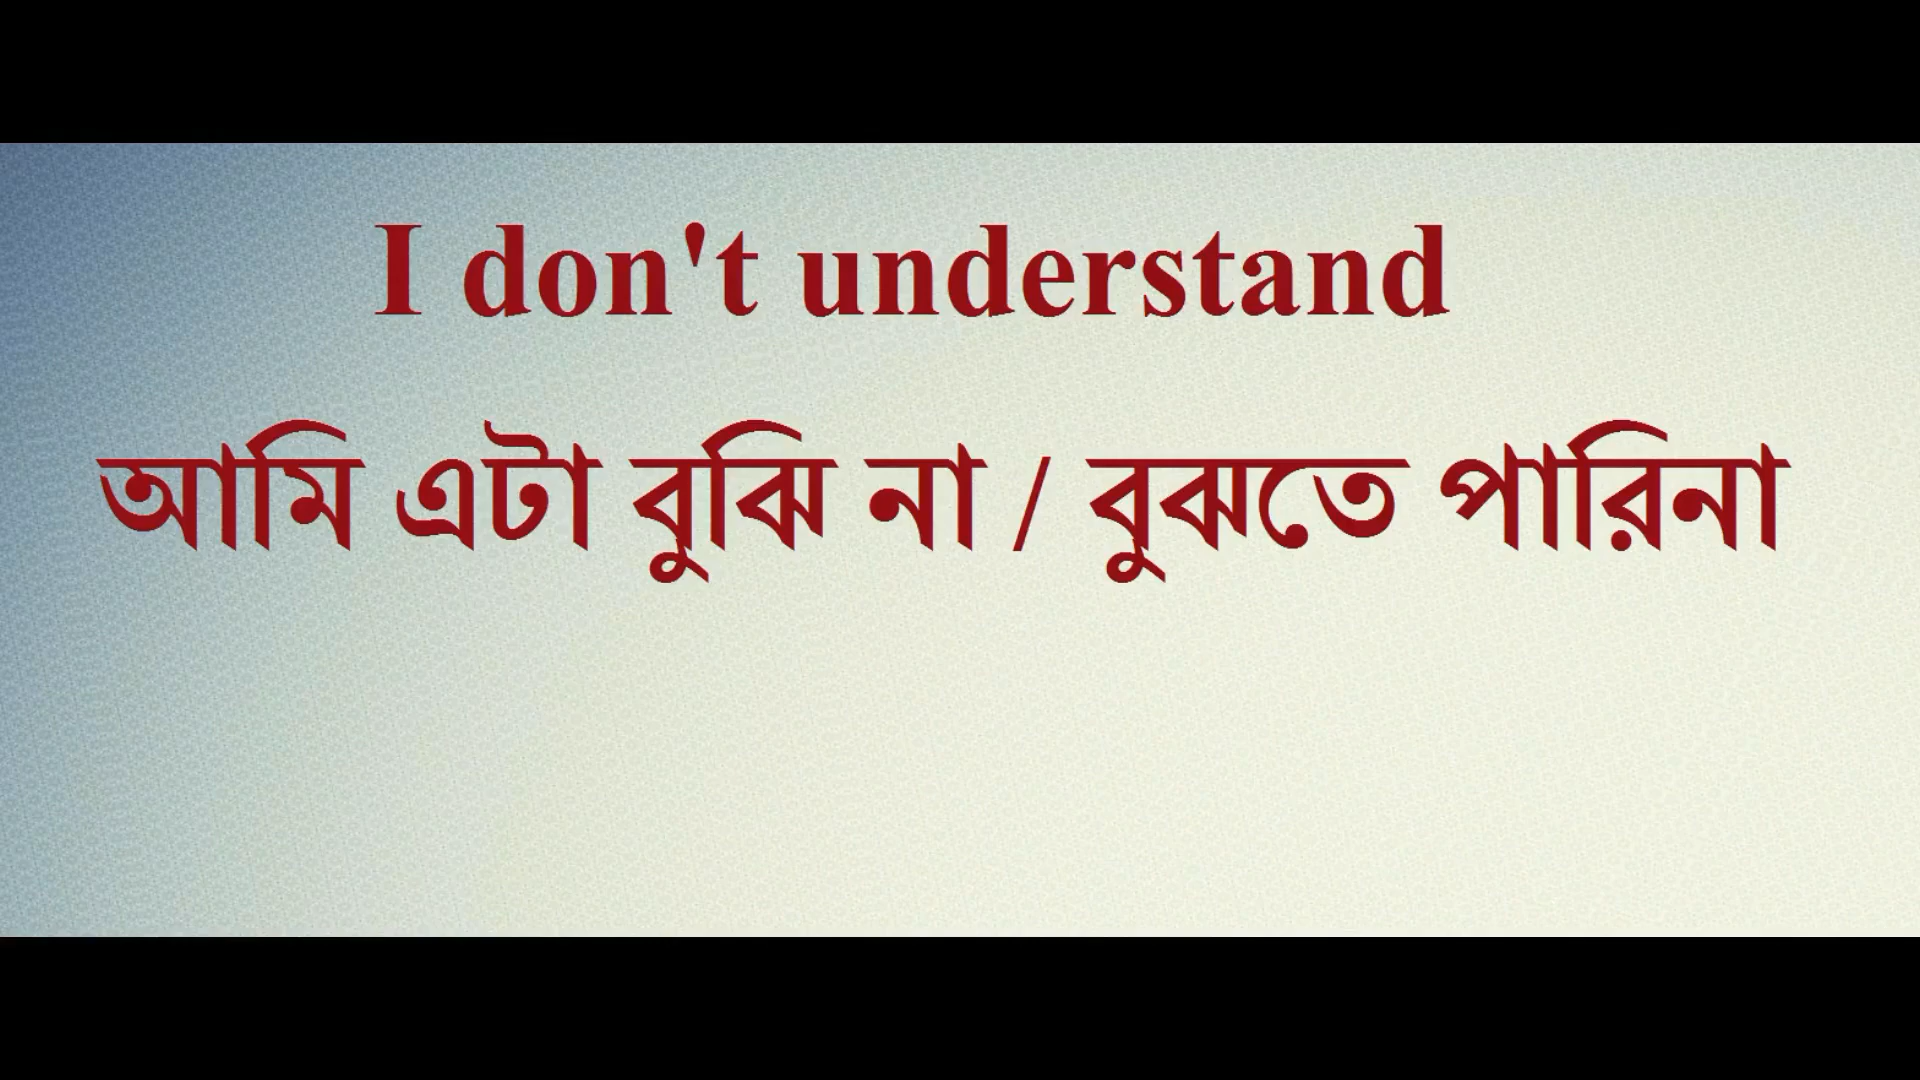 I don't understand
আমি এটা বুঝি না / বুঝতে পারিনা